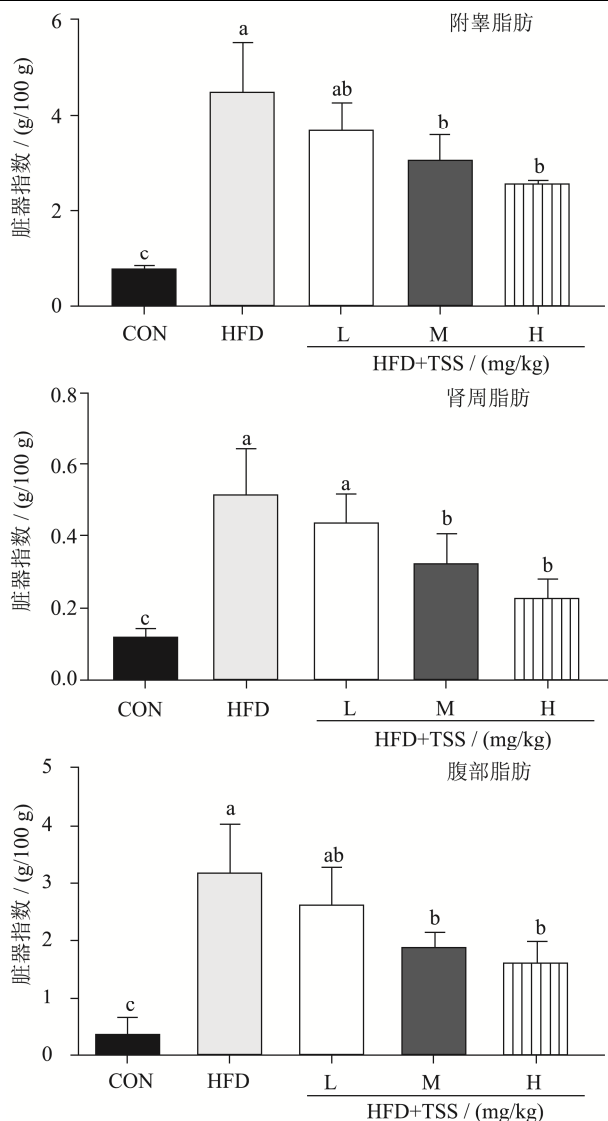 附睾脂肪
脏器指数 / (g/100 g)
6
4
2
0
a
ab
b
b
c
CON HFD L M H
HFD+TSS / (mg/kg)
肾周脂肪
脏器指数 / (g/100 g)
0.8
0.6
0.4
0.2
0.0
a
a
b
b
c
CON HFD L M H
HFD+TSS / (mg/kg)
腹部脂肪
脏器指数 / (g/100 g)
5
4
3
2
1
0
a
ab
b
b
c
CON HFD L M H
HFD+TSS / (mg/kg)